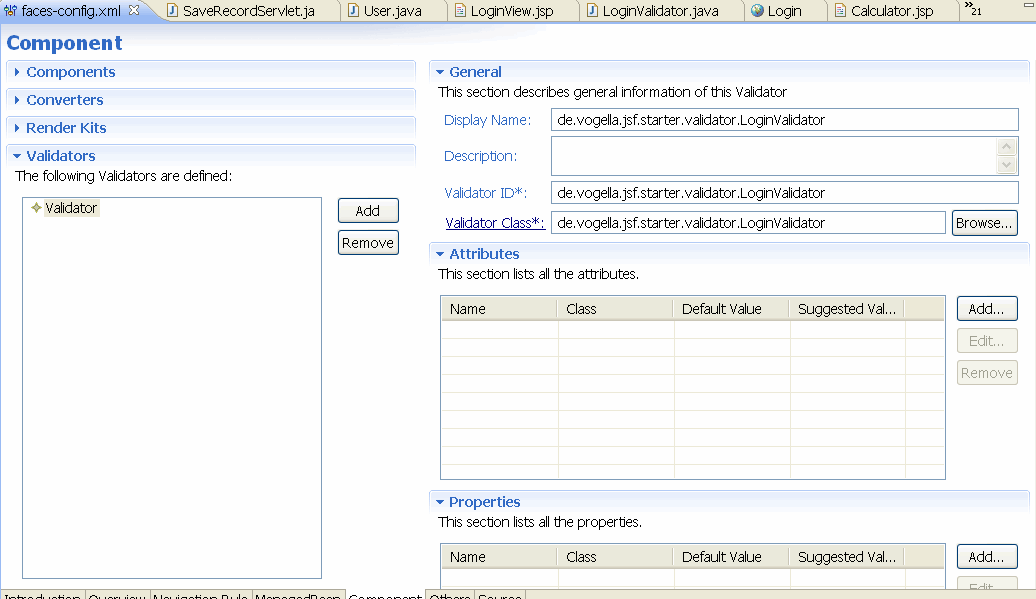 faces-config.xml SaveRecordServlet.ja User.java LoginView.jsp LoginValidator.java Login Calculator.jsp »21
Component
Components
Converters
Render Kits
Validators
The following Validators are defined:
Validator
Add
Remove
General
This section describes general information of this Validator
Display Name: de.vogella.jsf.starter.validator.LoginValidator
Description:
Validator ID*: de.vogella.jsf.starter.validator.LoginValidator
Validator Class*: de.vogella.jsf.starter.validator.LoginValidator Browse...
Attributes
This section lists all the attributes.
Name Class Default Value Suggested Val... Add...
Edit...
Remove
Properties
This section lists all the properties.
Name Class Default Value Suggested Val... Add...
Edit...
Introduction Overview Navigation Rule ManagedBean Component Others Source